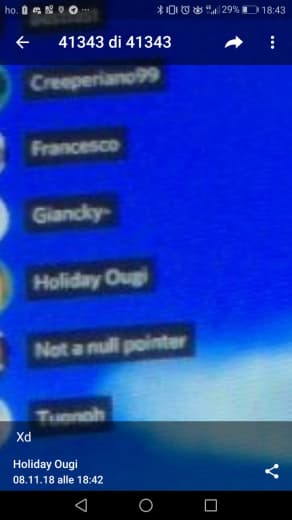 ho.
29% 18:43
41343 di 41343
Creeperiano99
Francesco
Giancky-
Holiday Ougi
Not a null pointer
Xd
Holiday Ougi
08.11.18 alle 18:42